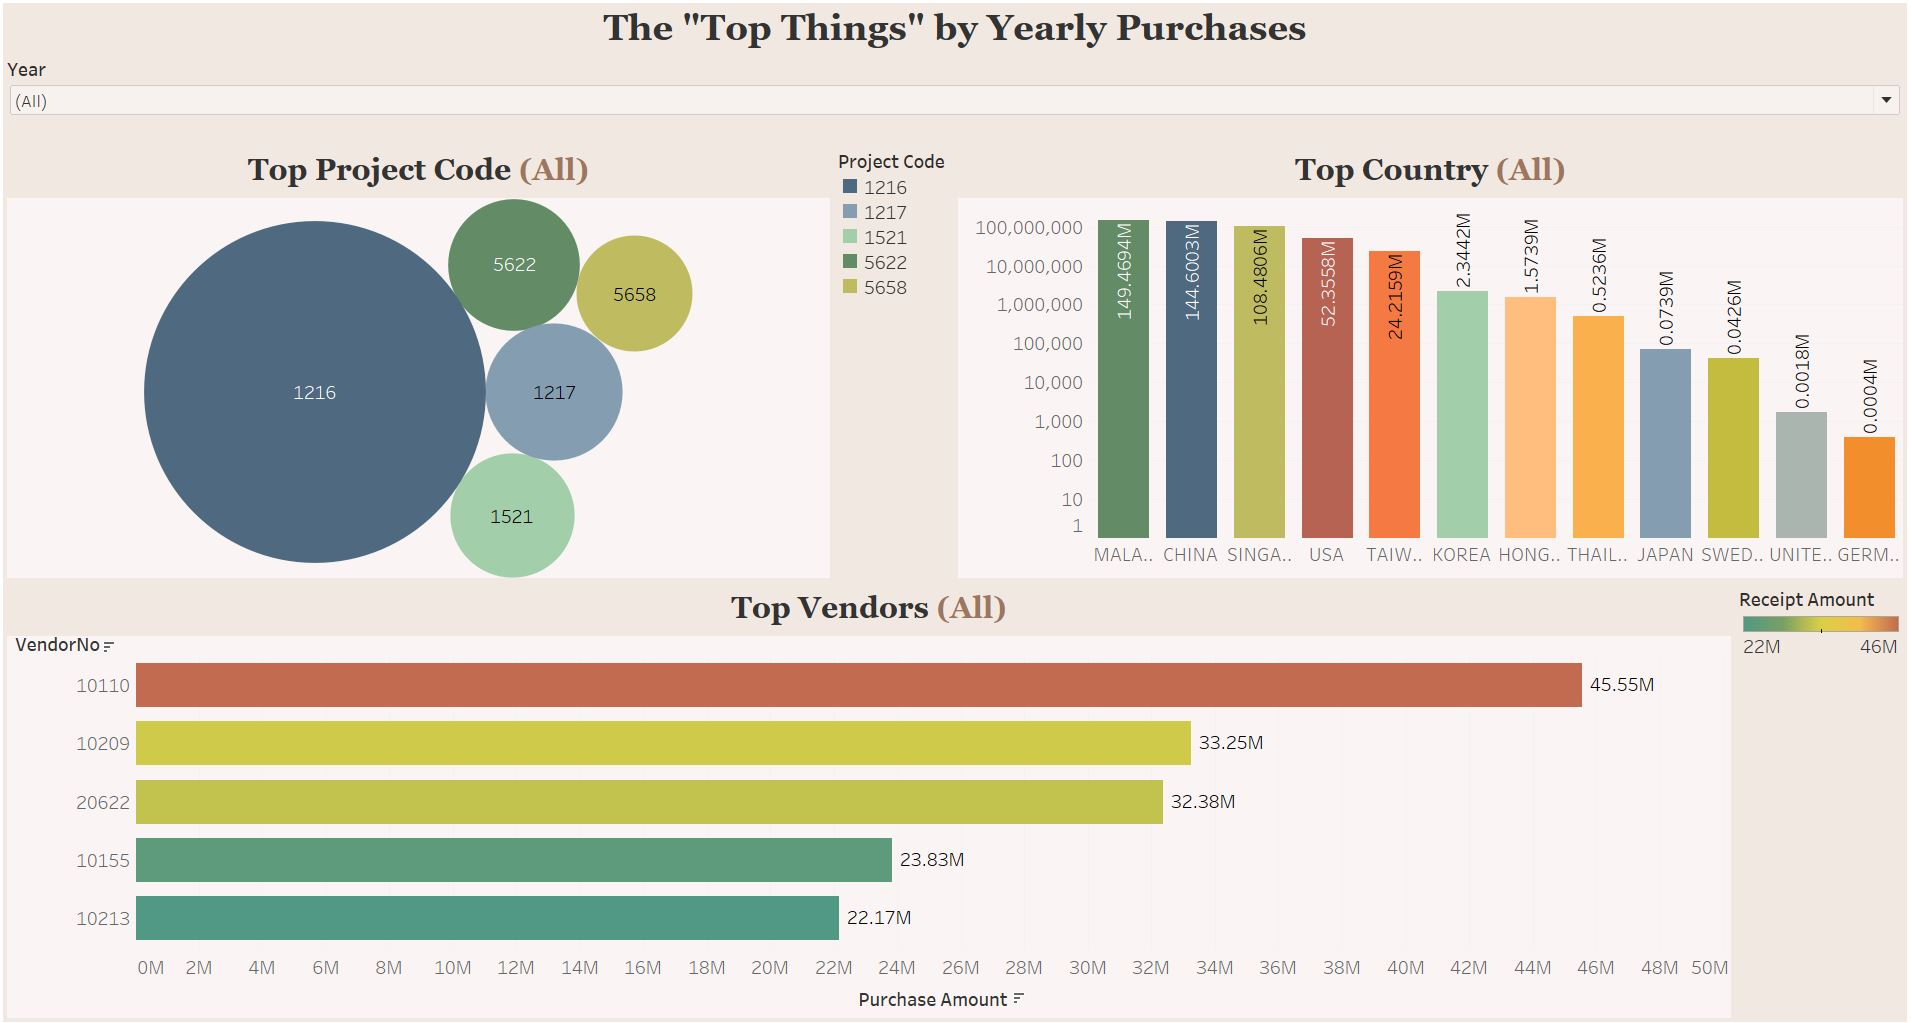 The "Top Things" by Yearly Purchases
Year
(All)
Top Project Code (All)
5622
5658
1216
1217
1521
Project Code
1216
1217
1521
5622
5658
Top Country (All)
100,000,000
10,000,000
1,000,000
100,000
10,000
1,000
100
10
1
149.4694M
144.6003M
108.4806M
52.3558M
24.2159M
2.3442M
1.5739M
0.5236M
0.0739M
0.0426M
0.0018M
0.0004M
MALA.. CHINA SINGA.. USA TAIW.. KOREA HONG.. THAIL.. JAPAN SWED.. UNITE.. GERM..
Top Vendors (All)
VendorNo
10110 45.55M
10209 33.25M
20622 32.38M
10155 23.83M
10213 22.17M
0M 2M 4M 6M 8M 10M 12M 14M 16M 18M 20M 22M 24M 26M 28M 30M 32M 34M 36M 38M 40M 42M 44M 46M 48M 50M
Purchase Amount
Receipt Amount
22M 46M